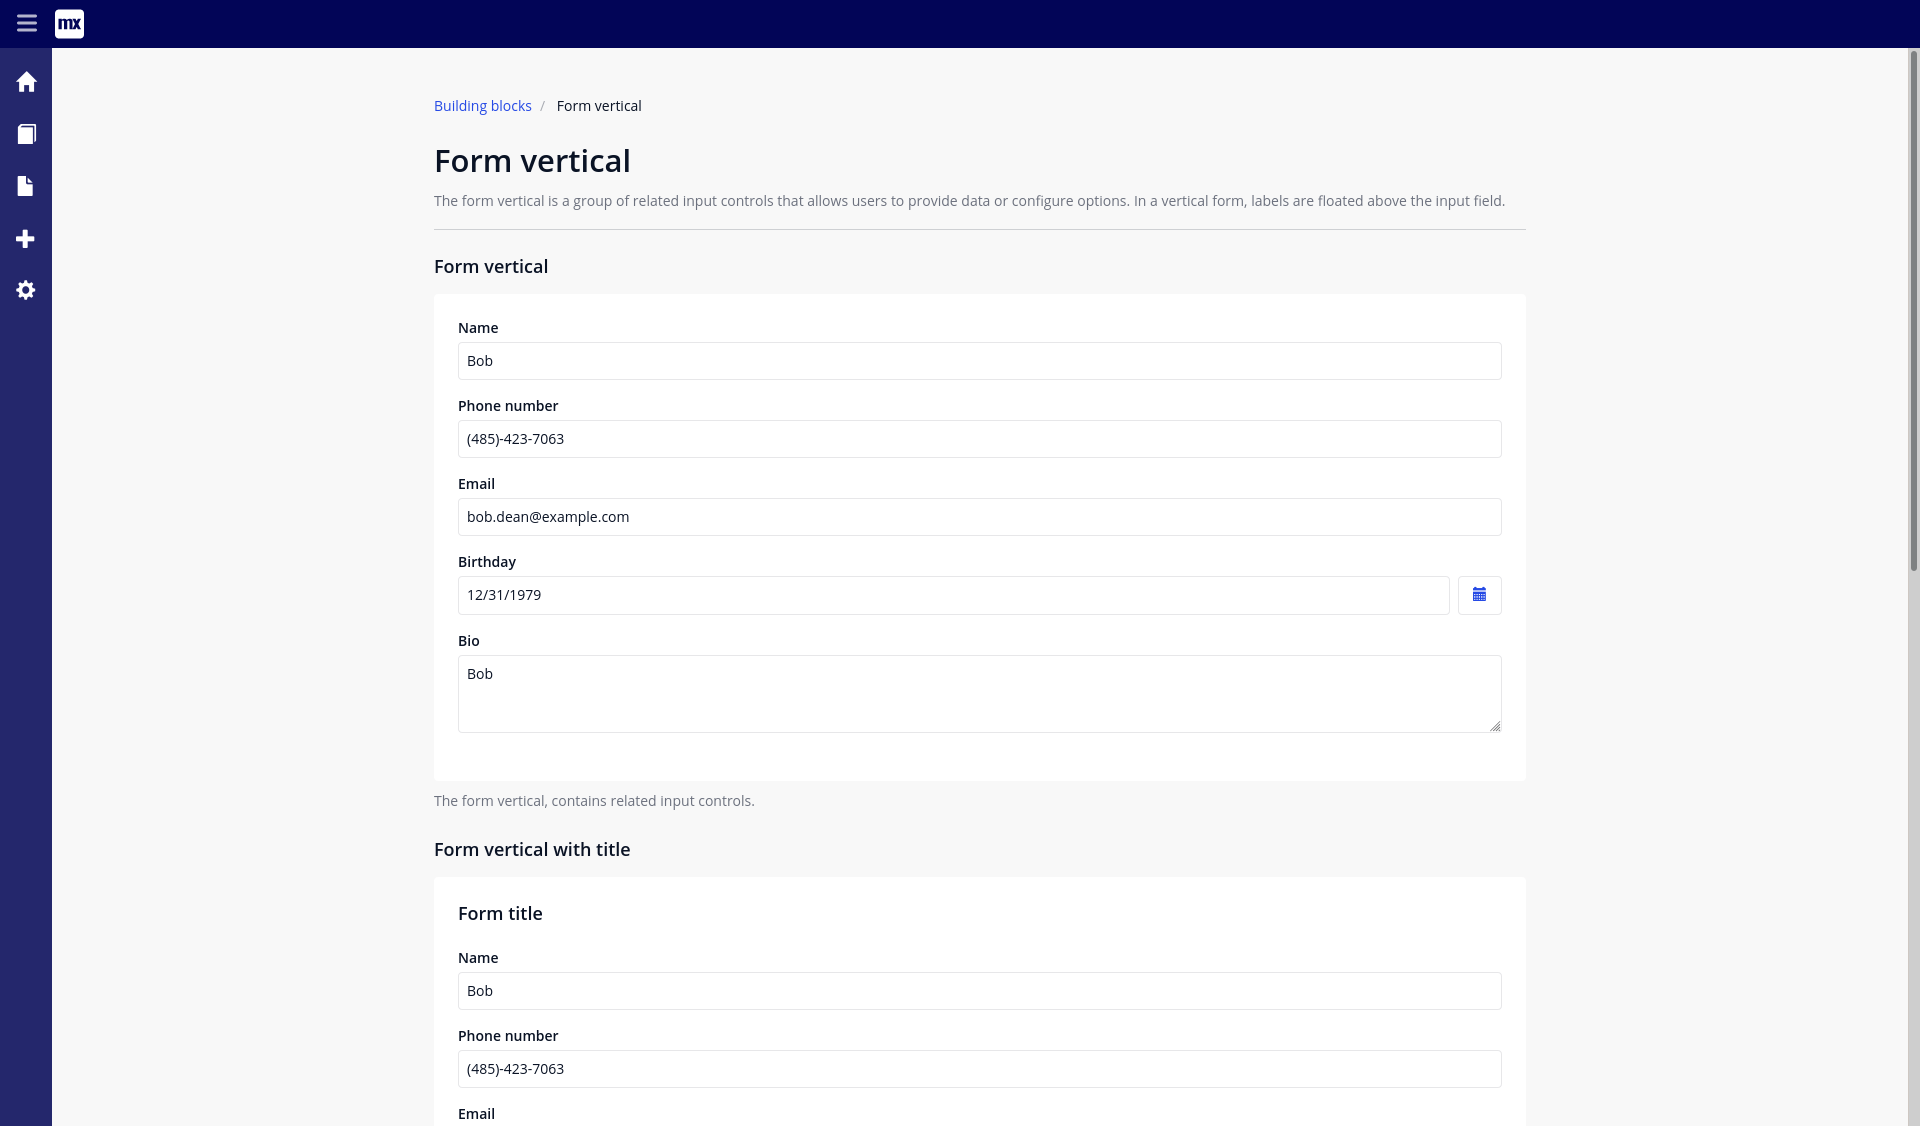 mx
Building blocks / Form vertical
Form vertical
The form vertical is a group of related input controls that allows users to provide data or configure options. In a vertical form, labels are floated above the input field.
Form vertical
Name
Bob
Phone number
(485)-423-7063
Email
bob.dean@example.com
Birthday
12/31/1979
Bio
Bob
The form vertical, contains related input controls.
Form vertical with title
Form title
Name
Bob
Phone number
(485)-423-7063
Email